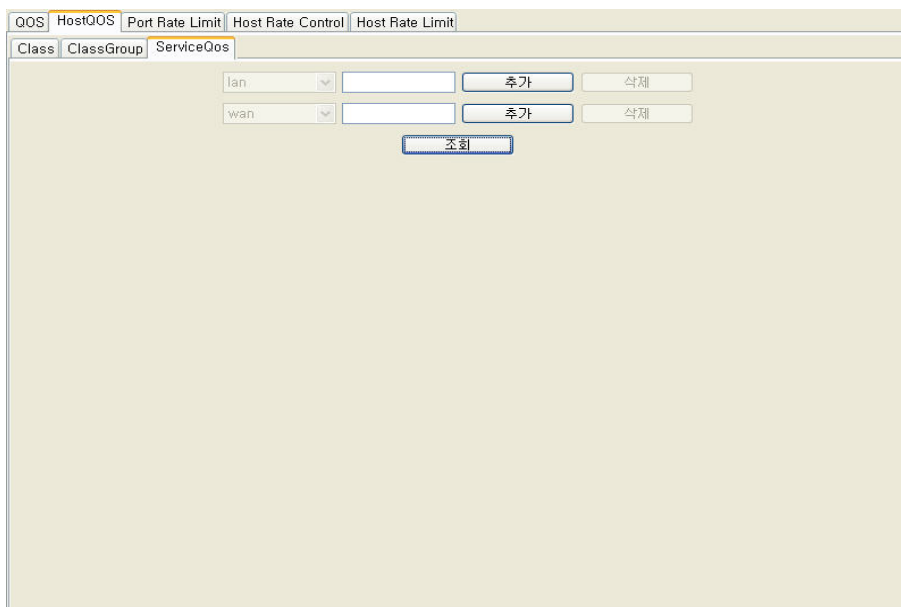 QOS HostQOS Port Rate Limit Host Rate Control Host Rate Limit
Class ClassGroup ServiceQos
lan 추가 삭제
wan 추가 삭제
조회